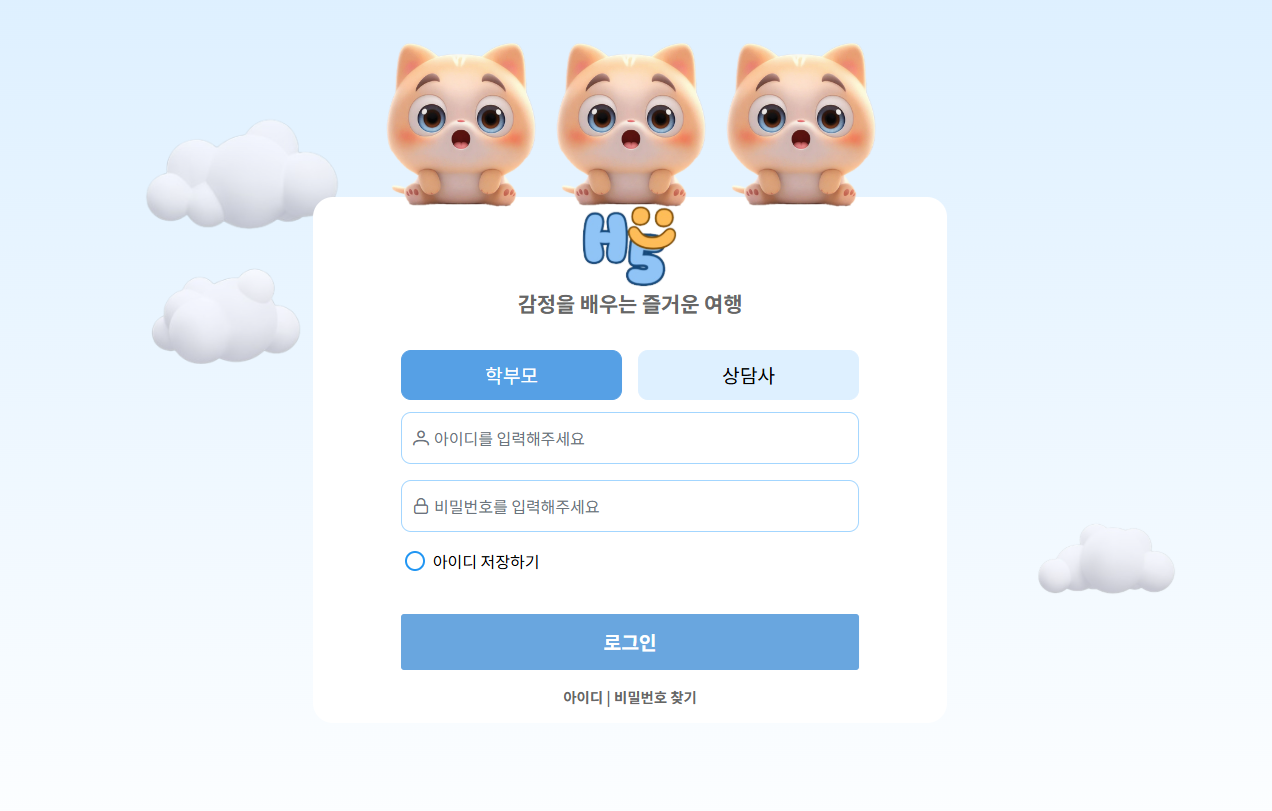 H5
감정을 배우는 즐거운 여행
학부모 상담사
아이디를 입력해주세요
비밀번호를 입력해주세요
아이디 저장하기
로그인
아이디 | 비밀번호 찾기